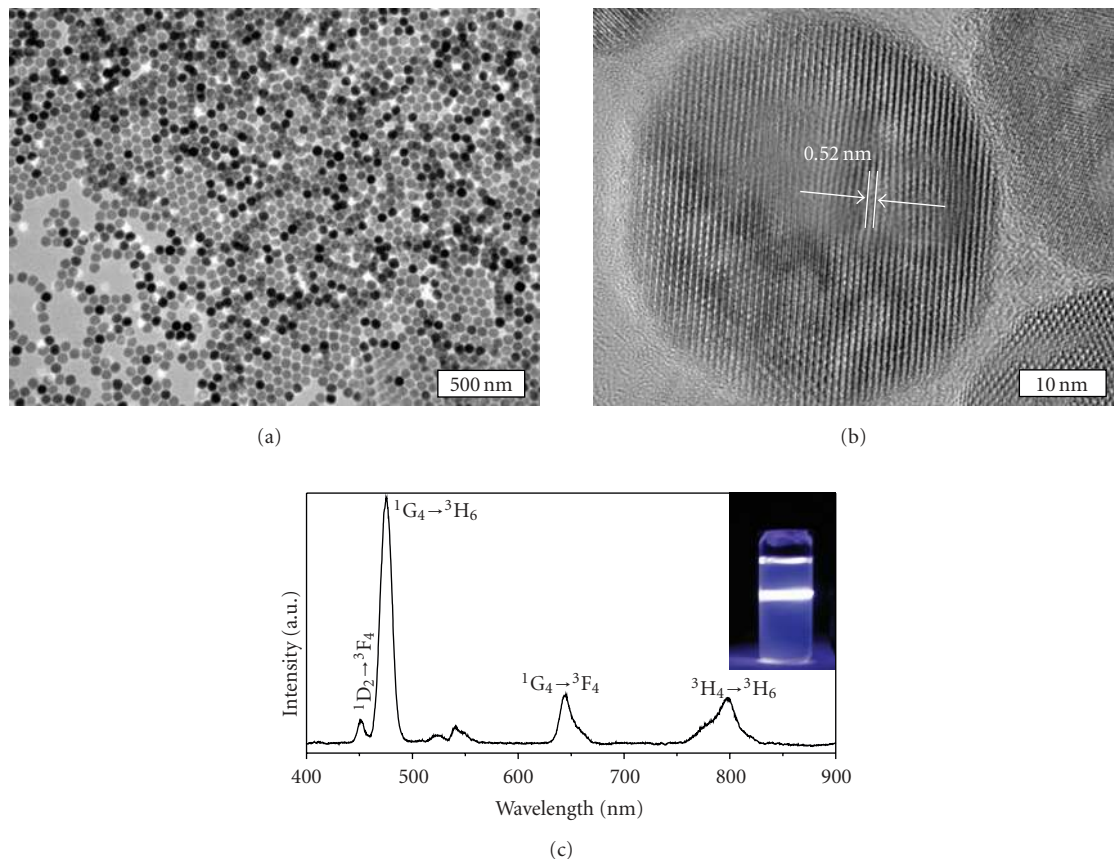 500 nm
(a)
0.52 nm
10 nm
(b)
¹G₄→³H₆
¹D₂→³F₄
¹G₄→³F₄
³H₄→³H₆
Intensity (a.u.)
400 500 600 700 800 900
Wavelength (nm)
(c)